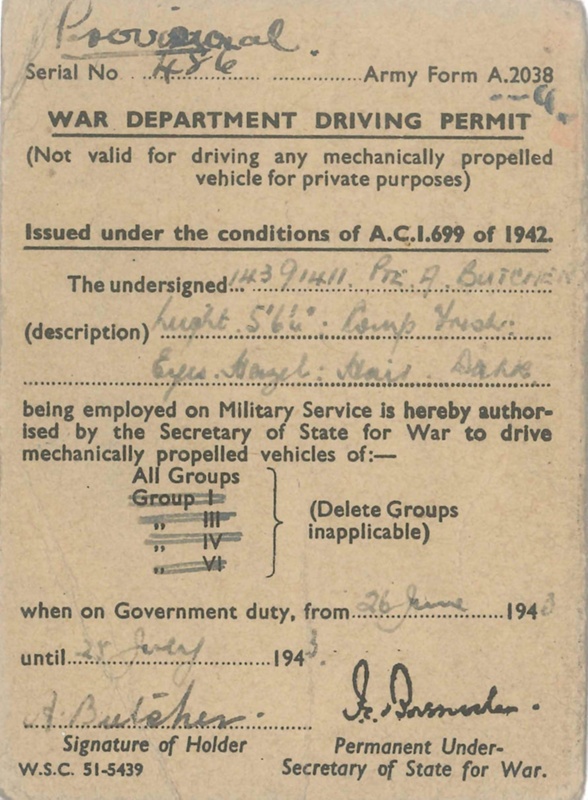 Provisional.
Serial No 486 Army Form A.2038
WAR DEPARTMENT DRIVING PERMIT
(Not valid for driving any mechanically propelled
vehicle for private purposes)
Issued under the conditions of A.C.I.699 of 1942.
The undersigned 14391411. Pte. A. BUTCHER
(description) height. 5'6½": Comp Fresh:
Eyes. Hazel: Hair. DARK.
being employed on Military Service is hereby author-
ised by the Secretary of State for War to drive
mechanically propelled vehicles of:—
All Groups
Group I
„ III
„ IV
„ VI
(Delete Groups
inapplicable)
when on Government duty, from 26 June 1943
until 25 July 1943.
A. Butcher.
Signature of Holder
Permanent Under-
Secretary of State for War.
W.S.C. 51-5439